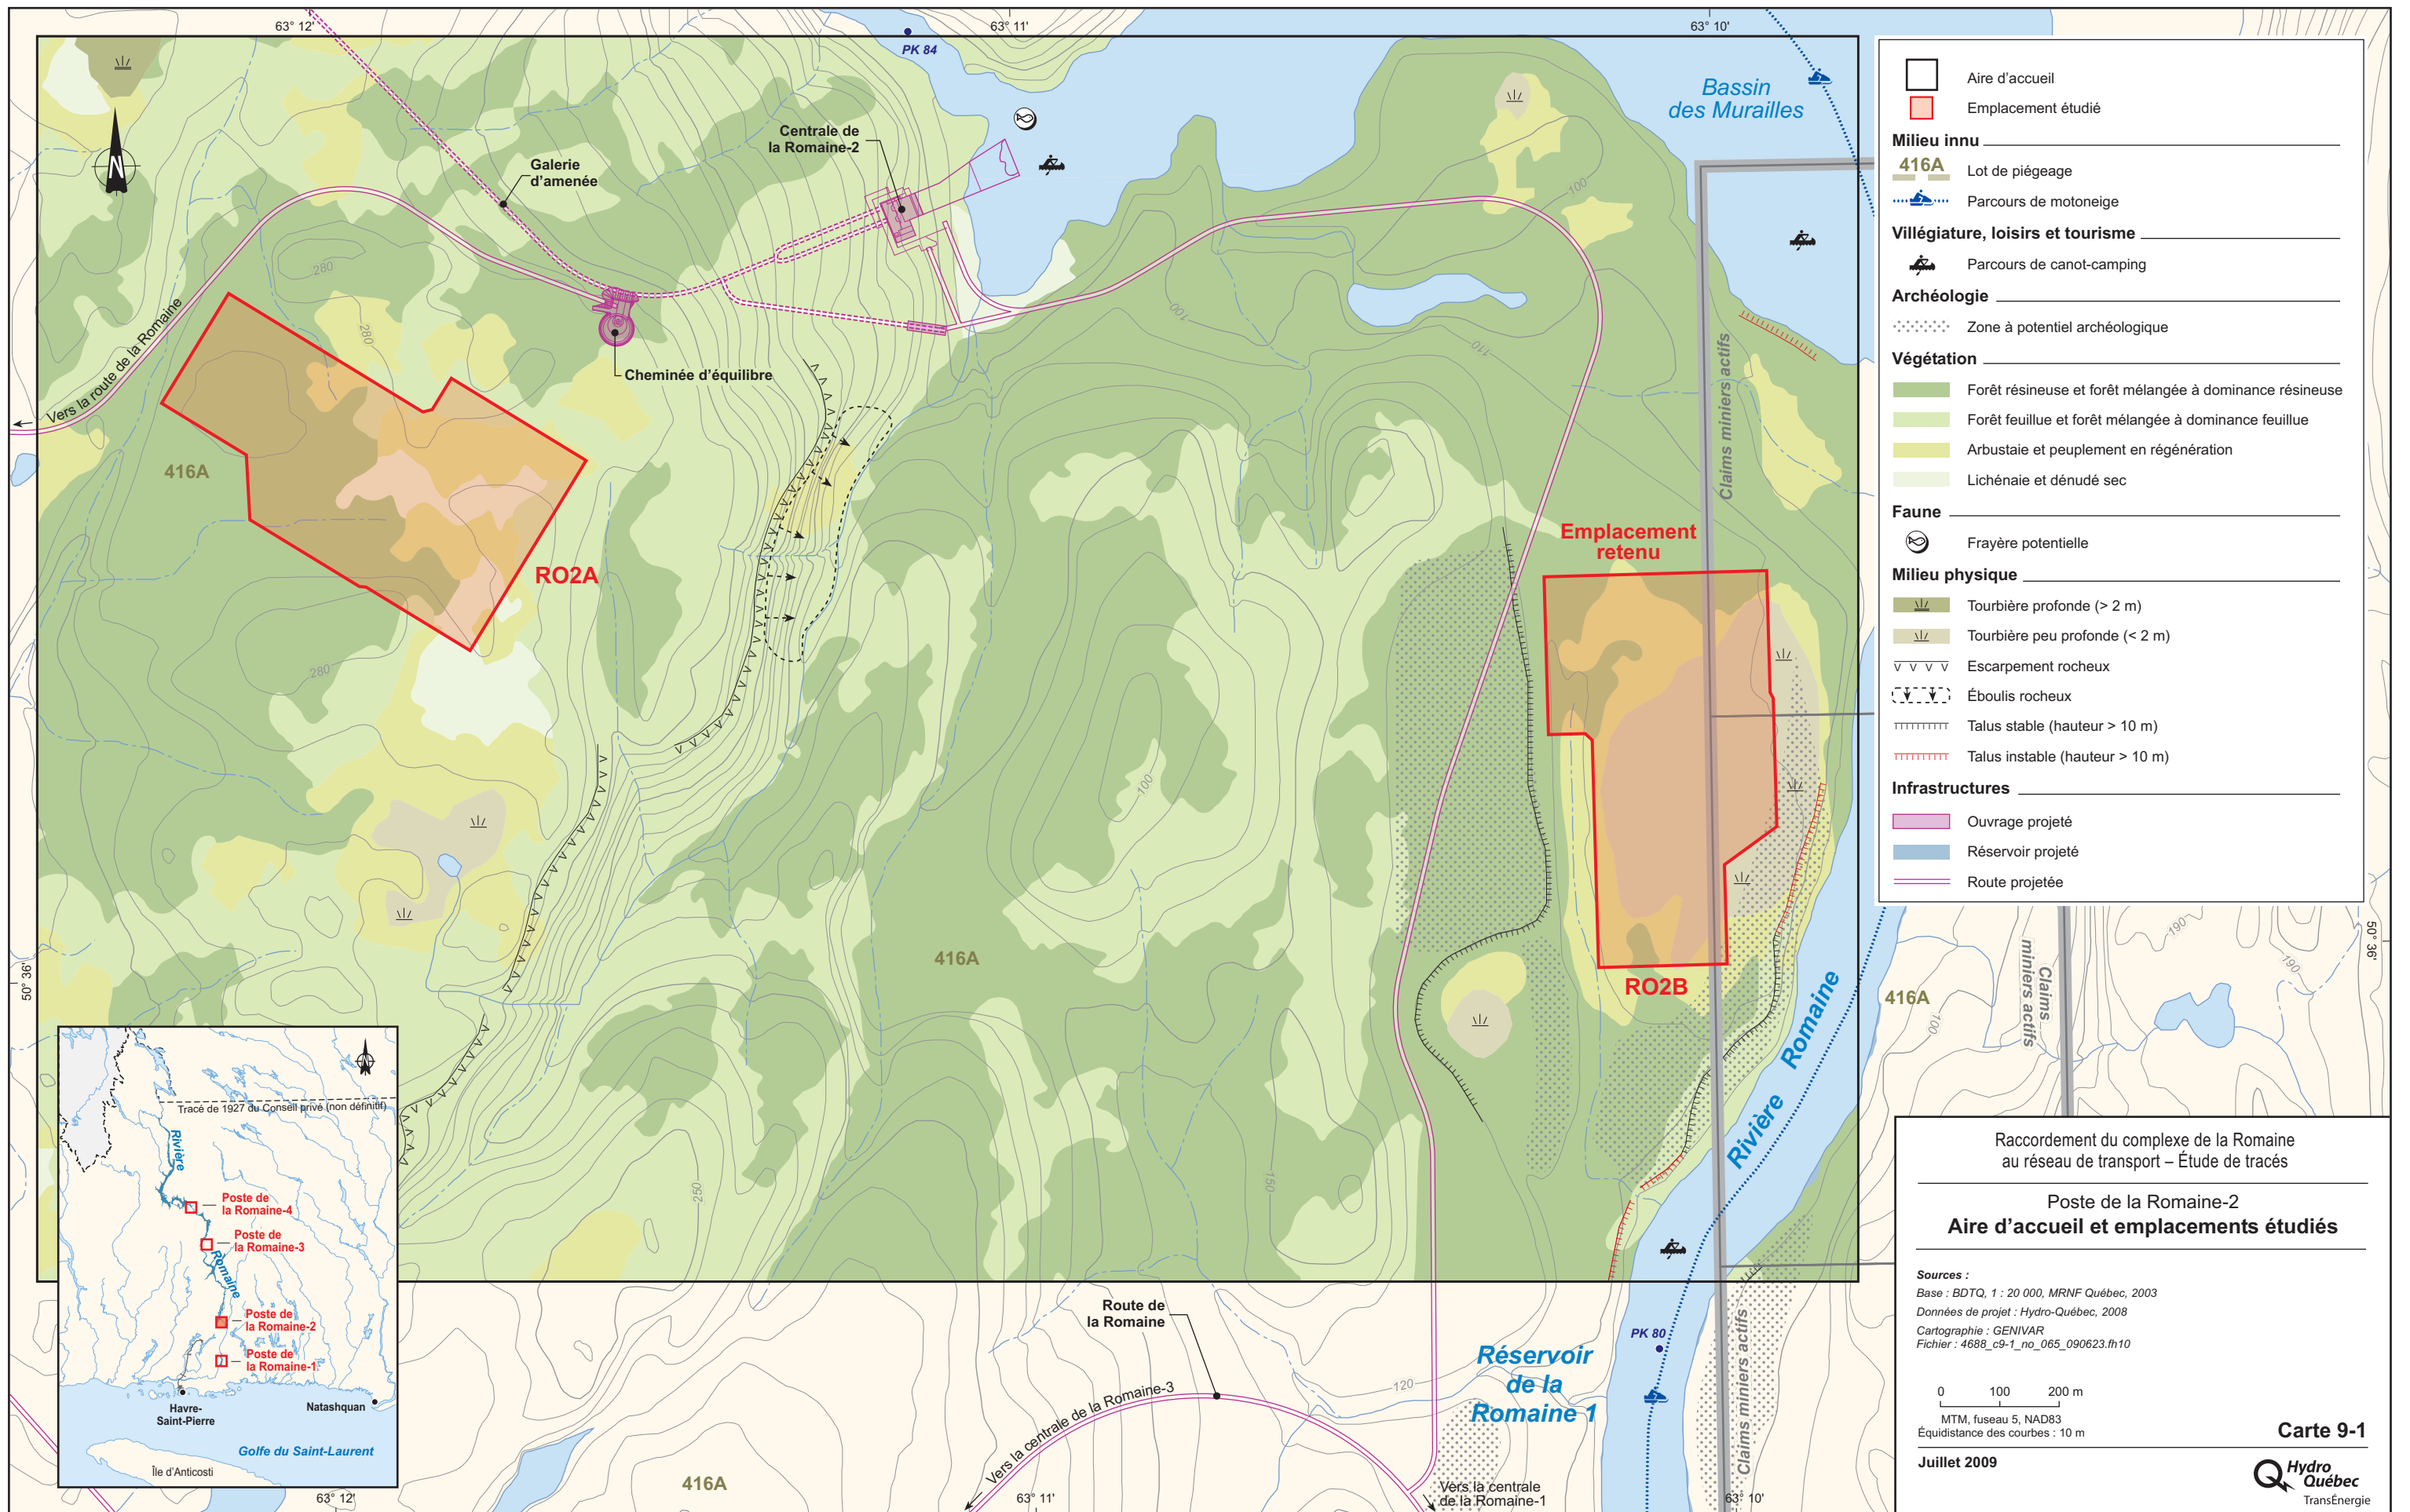 63° 12'
63° 11'
63° 10'
PK 84
Bassin
des Murailles
Centrale de
la Romaine-2
Galerie
d'amenée
N
280
100
Vers la route de la Romaine
280
100
110
Cheminée d'équilibre
Claims miniers actifs
416A
Emplacement
retenu
RO2A
280
100
416A
RO2B
50° 36'
Rivière Romaine
250
150
Route de
la Romaine
Vers la centrale de la Romaine-3
120
Réservoir
de la
Romaine 1
PK 80
Claims miniers actifs
416A
Vers la centrale
de la Romaine-1
63° 12'
63° 11'
63° 10'
416A
100
Claims
miniers actifs
190
190
50° 36'
Tracé de 1927 du Conseil privé (non définitif)
Rivière
Romaine
Poste de
la Romaine-4
Poste de
la Romaine-3
Poste de
la Romaine-2
Poste de
la Romaine-1
Havre-
Saint-Pierre
Natashquan
Golfe du Saint-Laurent
Île d'Anticosti
Aire d'accueil
Emplacement étudié
Milieu innu
416A
Lot de piégeage
Parcours de motoneige
Villégiature, loisirs et tourisme
Parcours de canot-camping
Archéologie
Zone à potentiel archéologique
Végétation
Forêt résineuse et forêt mélangée à dominance résineuse
Forêt feuillue et forêt mélangée à dominance feuillue
Arbustaie et peuplement en régénération
Lichénaie et dénudé sec
Faune
Frayère potentielle
Milieu physique
Tourbière profonde (> 2 m)
Tourbière peu profonde (< 2 m)
Escarpement rocheux
Éboulis rocheux
Talus stable (hauteur > 10 m)
Talus instable (hauteur > 10 m)
Infrastructures
Ouvrage projeté
Réservoir projeté
Route projetée
Raccordement du complexe de la Romaine
au réseau de transport – Étude de tracés
Poste de la Romaine-2
Aire d'accueil et emplacements étudiés
Sources :
Base : BDTQ, 1 : 20 000, MRNF Québec, 2003
Données de projet : Hydro-Québec, 2008
Cartographie : GENIVAR
Fichier : 4688_c9-1_no_065_090623.fh10
0 100 200 m
MTM, fuseau 5, NAD83
Équidistance des courbes : 10 m
Carte 9-1
Juillet 2009
Hydro
Québec
TransÉnergie